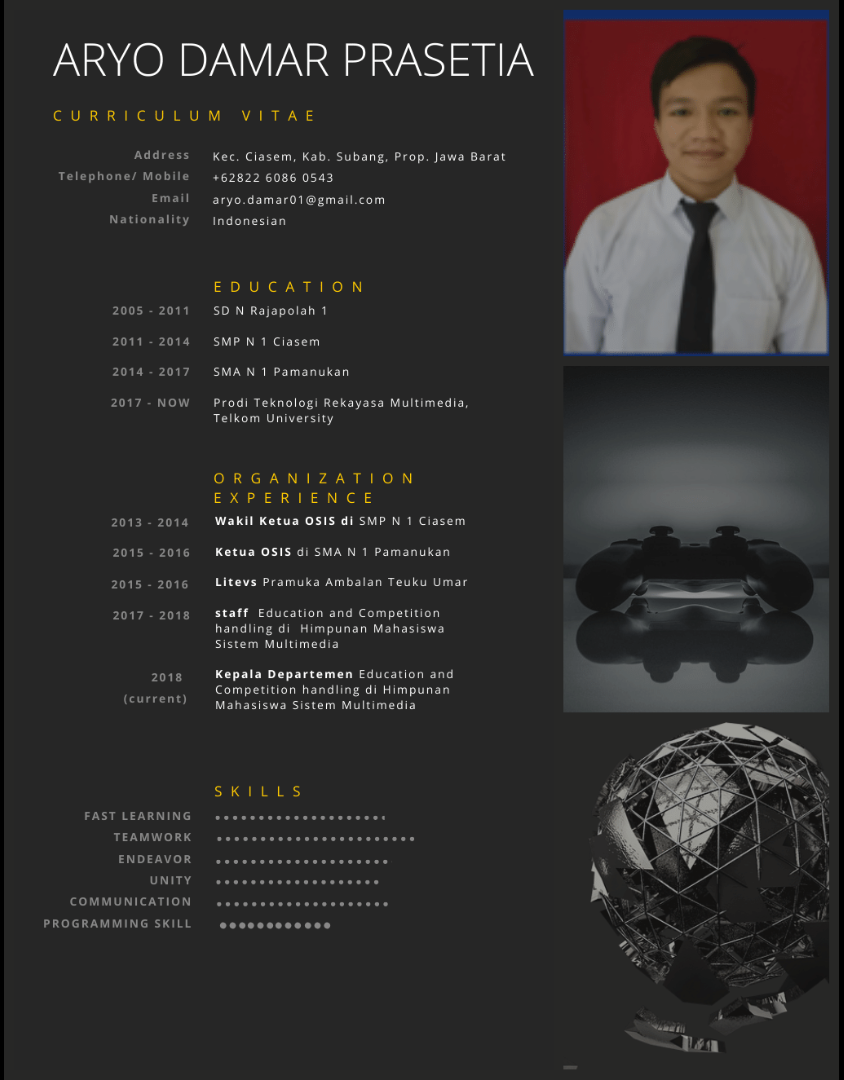 ARYO DAMAR PRASETIA
CURRICULUM VITAE
Address Kec. Ciasem, Kab. Subang, Prop. Jawa Barat
Telephone/ Mobile +62822 6086 0543
Email aryo.damar01@gmail.com
Nationality Indonesian
EDUCATION
2005 - 2011 SD N Rajapolah 1
2011 - 2014 SMP N 1 Ciasem
2014 - 2017 SMA N 1 Pamanukan
2017 - NOW Prodi Teknologi Rekayasa Multimedia,
Telkom University
ORGANIZATION
EXPERIENCE
2013 - 2014 Wakil Ketua OSIS di SMP N 1 Ciasem
2015 - 2016 Ketua OSIS di SMA N 1 Pamanukan
2015 - 2016 Litevs Pramuka Ambalan Teuku Umar
2017 - 2018 staff Education and Competition
handling di Himpunan Mahasiswa
Sistem Multimedia
2018 Kepala Departemen Education and
(current) Competition handling di Himpunan
Mahasiswa Sistem Multimedia
SKILLS
FAST LEARNING
TEAMWORK
ENDEAVOR
UNITY
COMMUNICATION
PROGRAMMING SKILL